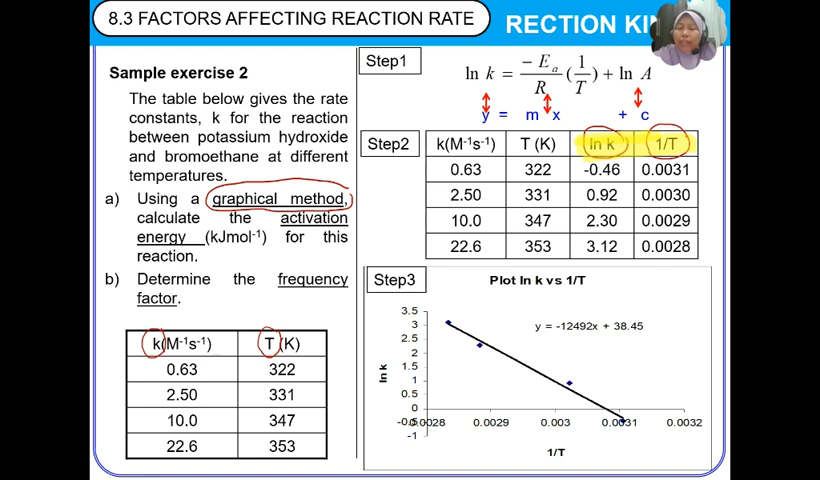 8.3 FACTORS AFFECTING REACTION RATE
RECTION KIN
Sample exercise 2
The table below gives the rate
constants, k for the reaction
between potassium hydroxide
and bromoethane at different
temperatures.
a) Using a graphical method,
calculate the activation
energy (kJmol⁻¹) for this
reaction.
b) Determine the frequency
factor.
k(M⁻¹s⁻¹) T (K)
0.63 322
2.50 331
10.0 347
22.6 353
Step1
ln k = −E_a/R (1/T) + ln A
y = m x + c
Step2
k(M⁻¹s⁻¹) T (K) ln k 1/T
0.63 322 -0.46 0.0031
2.50 331 0.92 0.0030
10.0 347 2.30 0.0029
22.6 353 3.12 0.0028
Step3
Plot ln k vs 1/T
y = -12492x + 38.45
ln k
3.5
3
2.5
2
1.5
1
0.5
0
-0.5
-1
0.0028 0.0029 0.003 0.0031 0.0032
1/T